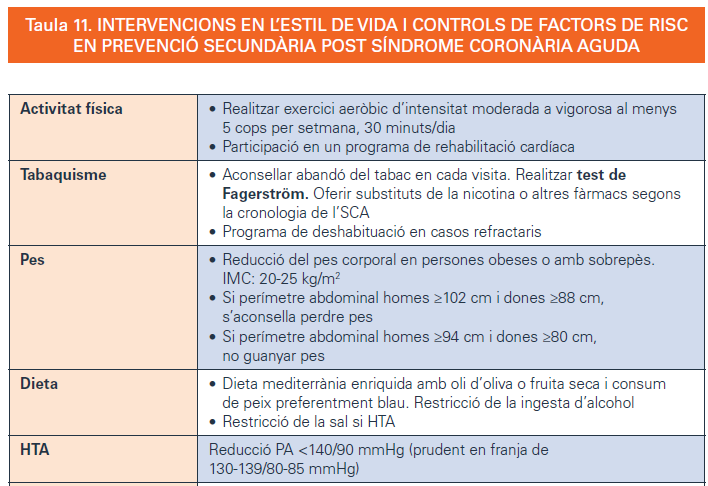 Taula 11. INTERVENCIONS EN L'ESTIL DE VIDA I CONTROLS DE FACTORS DE RISC
EN PREVENCIÓ SECUNDÀRIA POST SÍNDROME CORONÀRIA AGUDA
Activitat física
• Realitzar exercici aeròbic d'intensitat moderada a vigorosa al menys
5 cops per setmana, 30 minuts/dia
• Participació en un programa de rehabilitació cardíaca
Tabaquisme
• Aconsellar abandó del tabac en cada visita. Realitzar test de
Fagerström. Oferir substituts de la nicotina o altres fàrmacs segons
la cronologia de l'SCA
• Programa de deshabituació en casos refractaris
Pes
• Reducció del pes corporal en persones obeses o amb sobrepès.
IMC: 20-25 kg/m²
• Si perímetre abdominal homes ≥102 cm i dones ≥88 cm,
s'aconsella perdre pes
• Si perímetre abdominal homes ≥94 cm i dones ≥80 cm,
no guanyar pes
Dieta
• Dieta mediterrània enriquida amb oli d'oliva o fruita seca i consum
de peix preferentment blau. Restricció de la ingesta d'alcohol
• Restricció de la sal si HTA
HTA
Reducció PA <140/90 mmHg (prudent en franja de
130-139/80-85 mmHg)